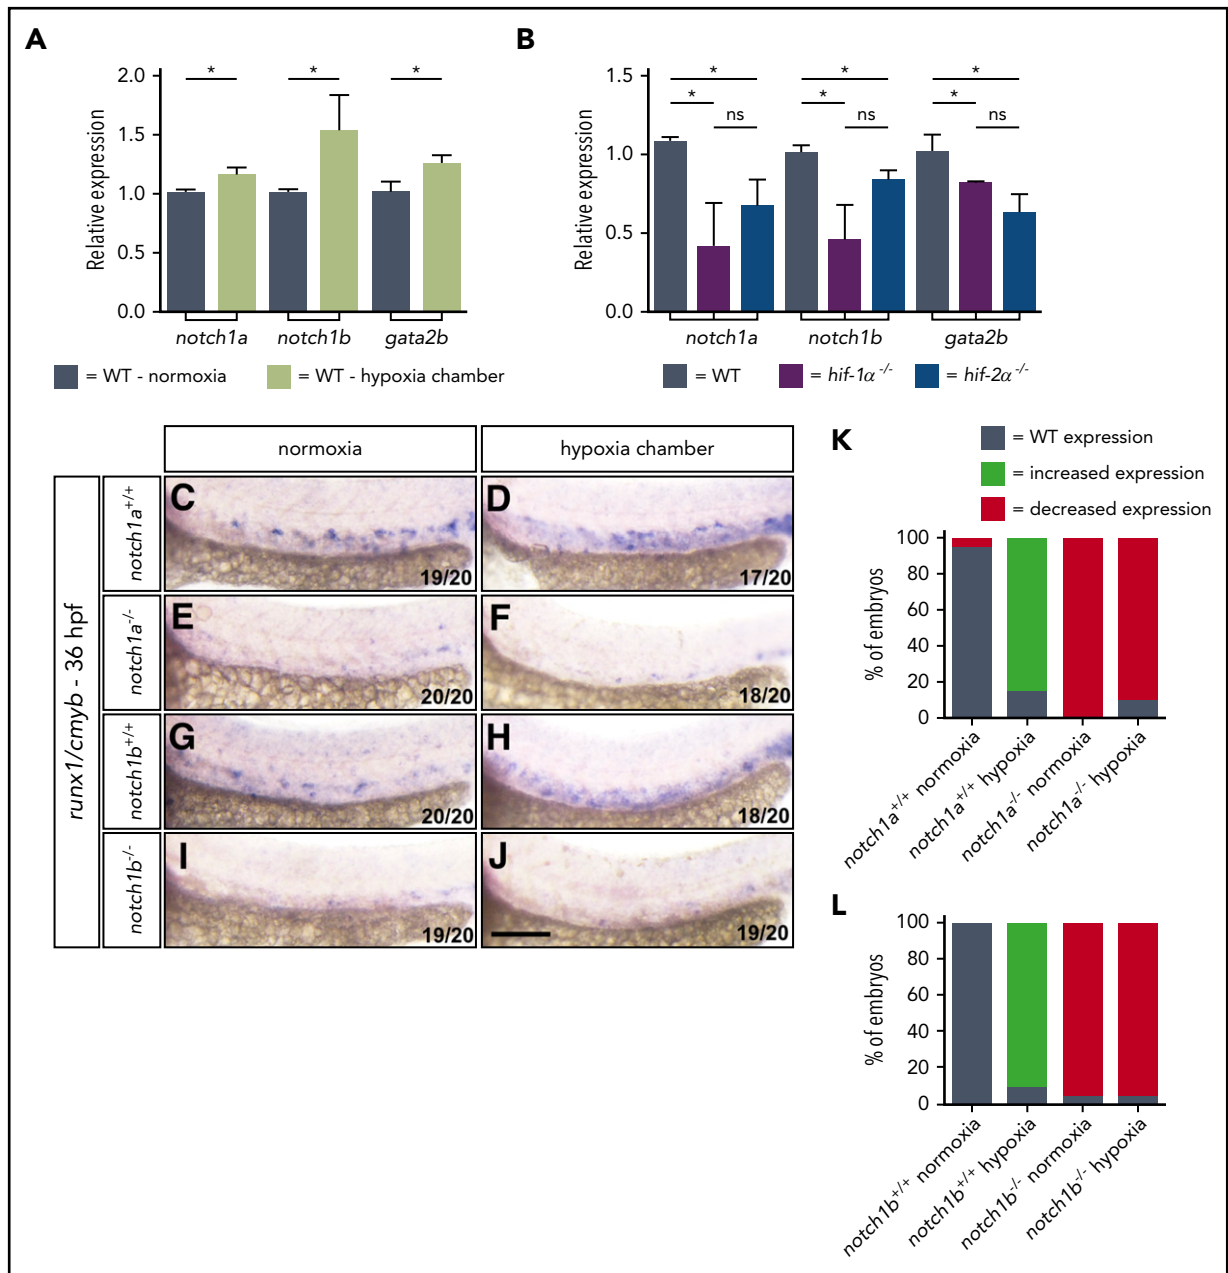 A
2.0
1.5
1.0
0.5
0.0
Relative expression
* * *
notch1a notch1b gata2b
= WT - normoxia = WT - hypoxia chamber
B
1.5
1.0
0.5
0.0
Relative expression
* * *
* * *
ns ns ns
notch1a notch1b gata2b
= WT = hif-1α -/- = hif-2α -/-
normoxia hypoxia chamber
runx1/cmyb - 36 hpf
notch1a+/+
C 19/20
D 17/20
notch1a-/-
E 20/20
F 18/20
notch1b+/+
G 20/20
H 18/20
notch1b-/-
I 19/20
J 19/20
K
= WT expression
= increased expression
= decreased expression
100
80
60
40
20
0
% of embryos
notch1a+/+ normoxia
notch1a+/+ hypoxia
notch1a-/- normoxia
notch1a-/- hypoxia
L
100
80
60
40
20
0
% of embryos
notch1b+/+ normoxia
notch1b+/+ hypoxia
notch1b-/- normoxia
notch1b-/- hypoxia